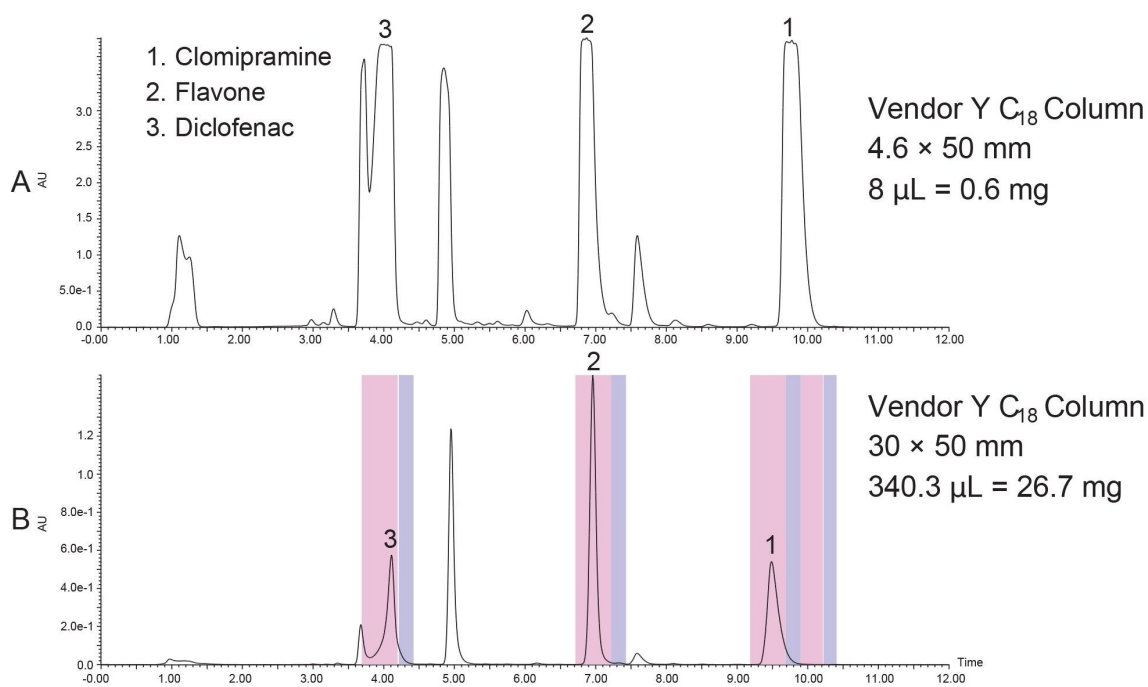 3
2
1
1. Clomipramine
2. Flavone
3. Diclofenac
A
AU
3.0
2.5
2.0
1.5
1.0
5.0e-1
0.0
-0.00 1.00 2.00 3.00 4.00 5.00 6.00 7.00 8.00 9.00 10.00 11.00 12.00
Vendor Y C₁₈ Column
4.6 × 50 mm
8 µL = 0.6 mg
B
AU
1.2
1.0
8.0e-1
6.0e-1
4.0e-1
2.0e-1
0.0
3
2
1
-0.00 1.00 2.00 3.00 4.00 5.00 6.00 7.00 8.00 9.00 10.00 11.00 12.00
Time
Vendor Y C₁₈ Column
30 × 50 mm
340.3 µL = 26.7 mg